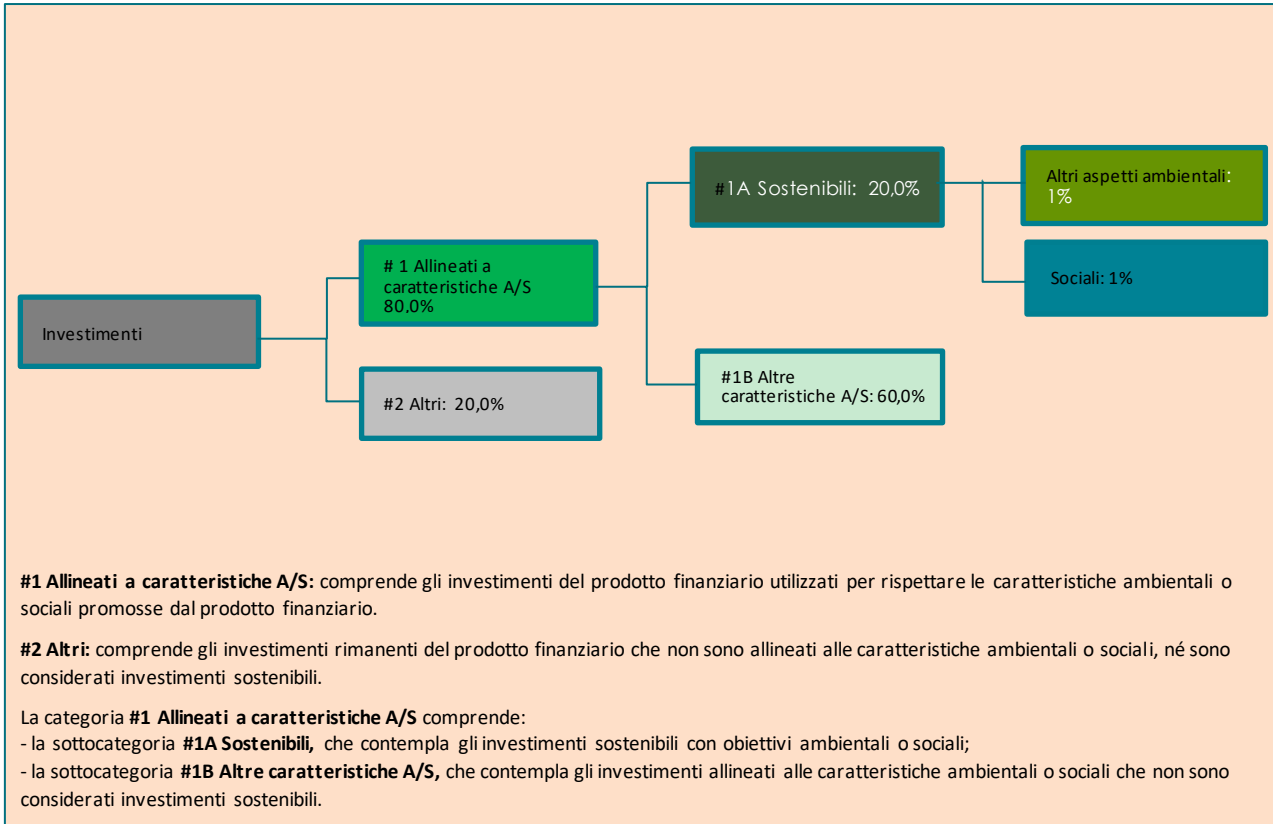 Investimenti
# 1 Allineati a
caratteristiche A/S
80,0%
#2 Altri: 20,0%
#1A Sostenibili: 20,0%
#1B Altre
caratteristiche A/S: 60,0%
Altri aspetti ambientali:
1%
Sociali: 1%
#1 Allineati a caratteristiche A/S: comprende gli investimenti del prodotto finanziario utilizzati per rispettare le caratteristiche ambientali o
sociali promosse dal prodotto finanziario.
#2 Altri: comprende gli investimenti rimanenti del prodotto finanziario che non sono allineati alle caratteristiche ambientali o sociali, né sono
considerati investimenti sostenibili.
La categoria #1 Allineati a caratteristiche A/S comprende:
- la sottocategoria #1A Sostenibili, che contempla gli investimenti sostenibili con obiettivi ambientali o sociali;
- la sottocategoria #1B Altre caratteristiche A/S, che contempla gli investimenti allineati alle caratteristiche ambientali o sociali che non sono
considerati investimenti sostenibili.